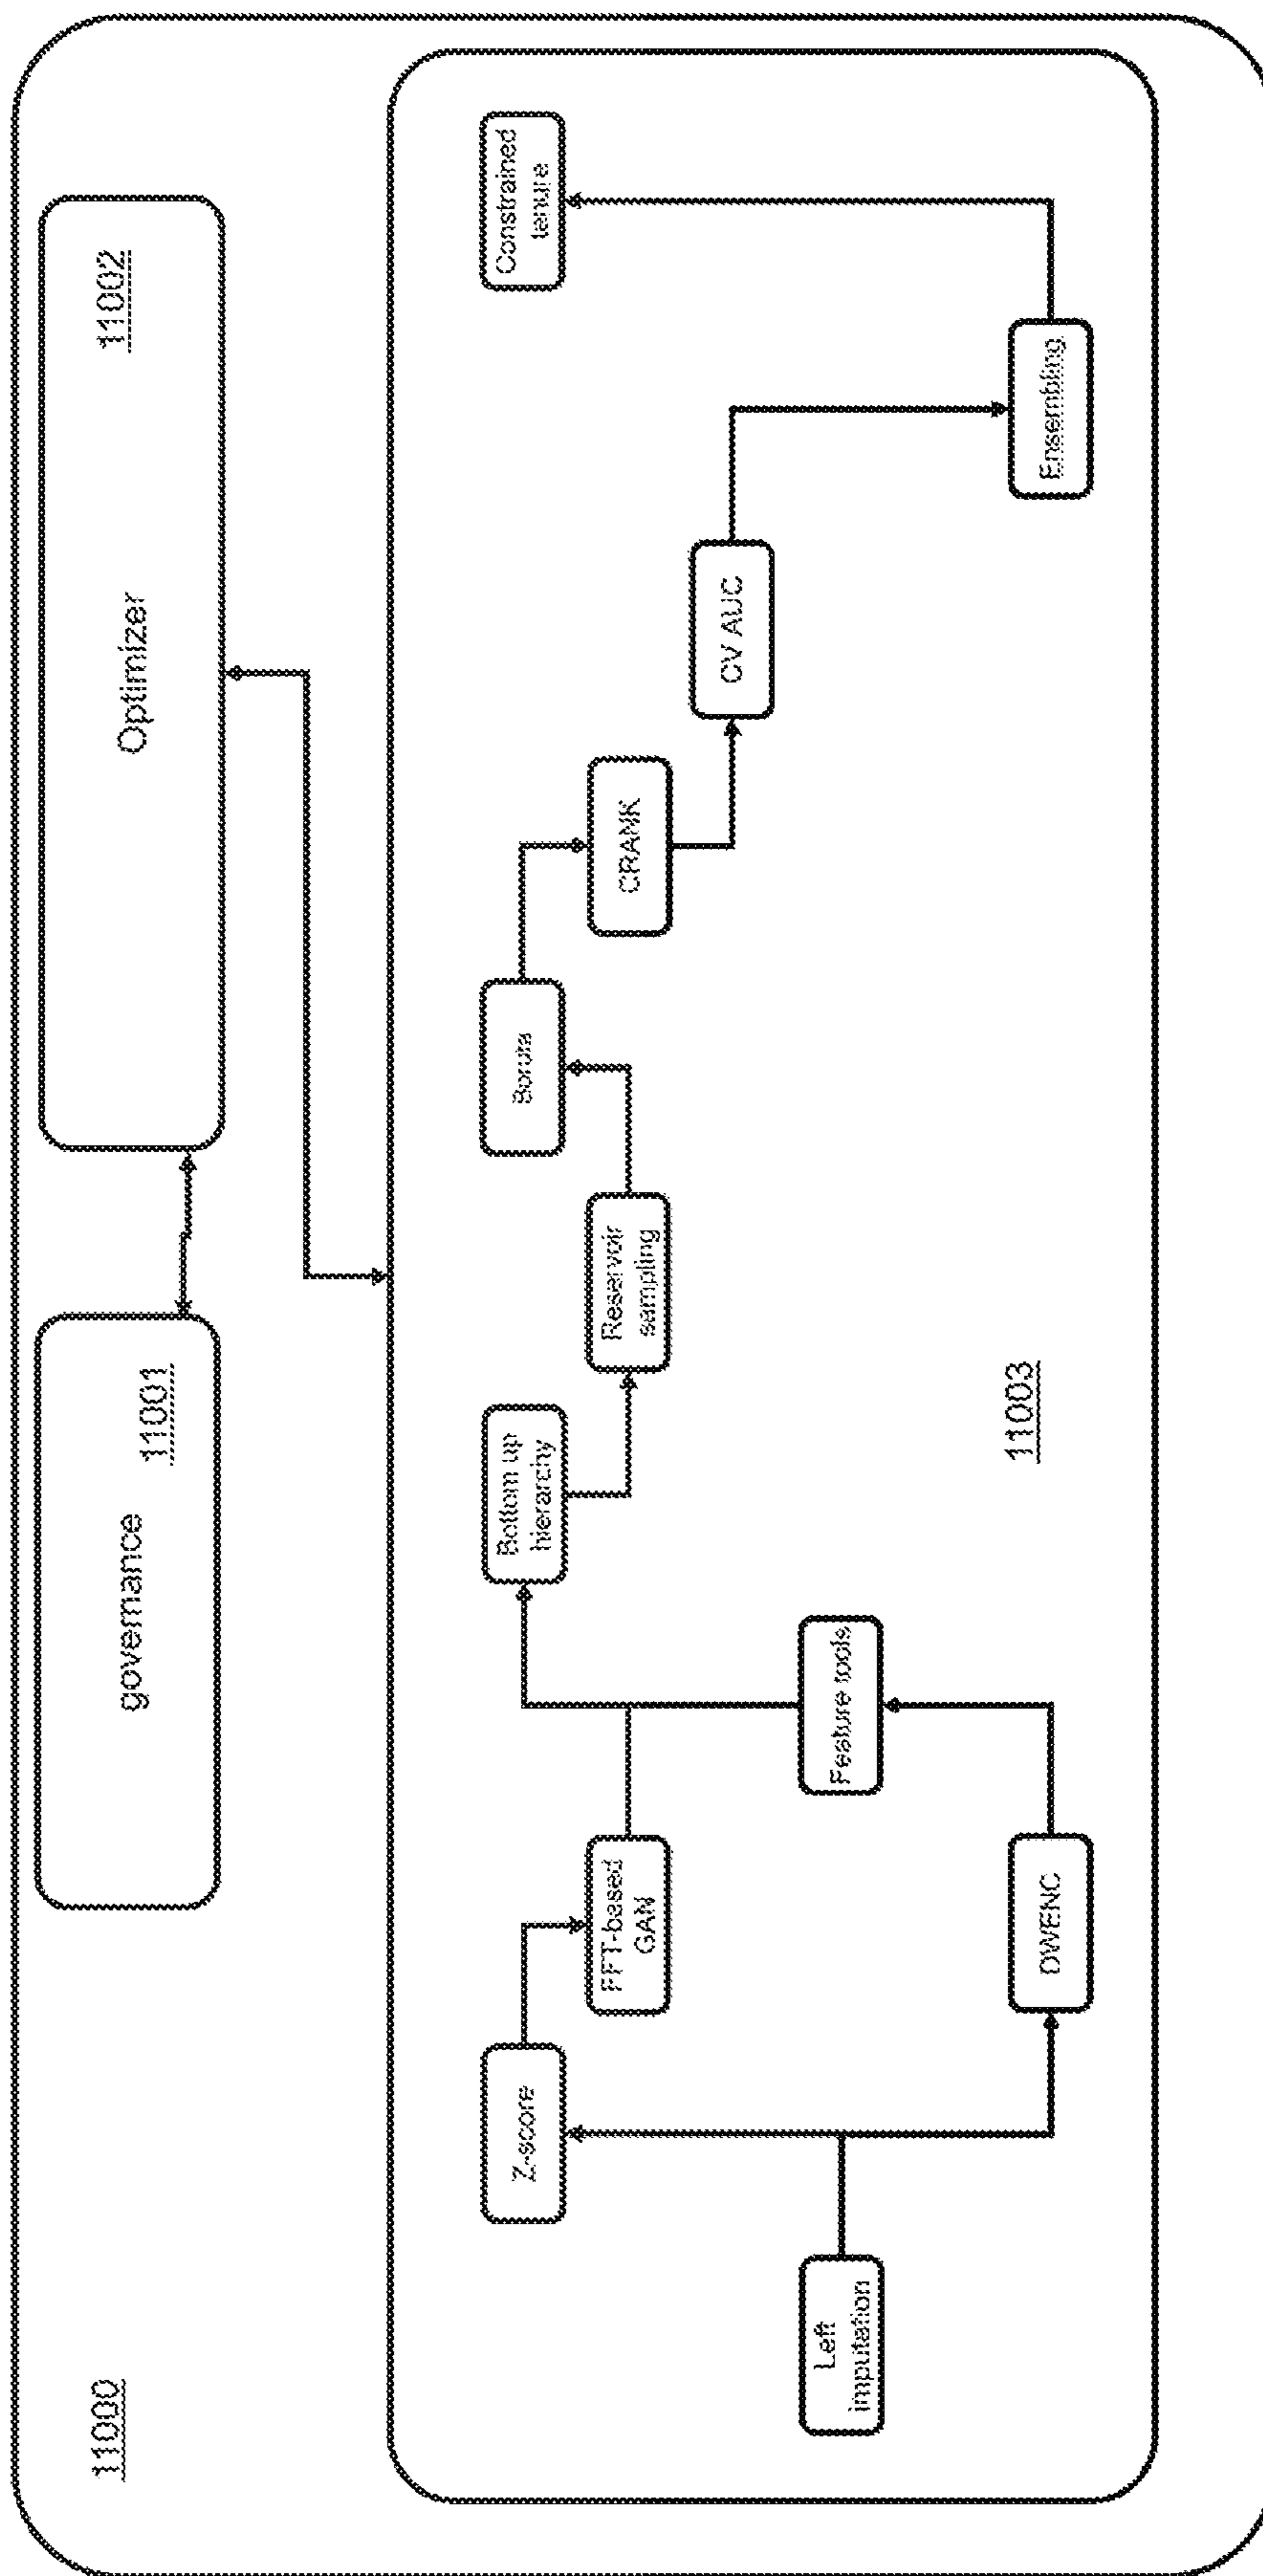 11000
governance
11001
Optimizer
11002
Left
imputation
Z-score
FFT-based
GAN
DWENC
Feature tools
Bottom up
hierarchy
Reservoir
sampling
Boruta
CRANK
CV AUC
Ensembling
Constrained
tenure
11003